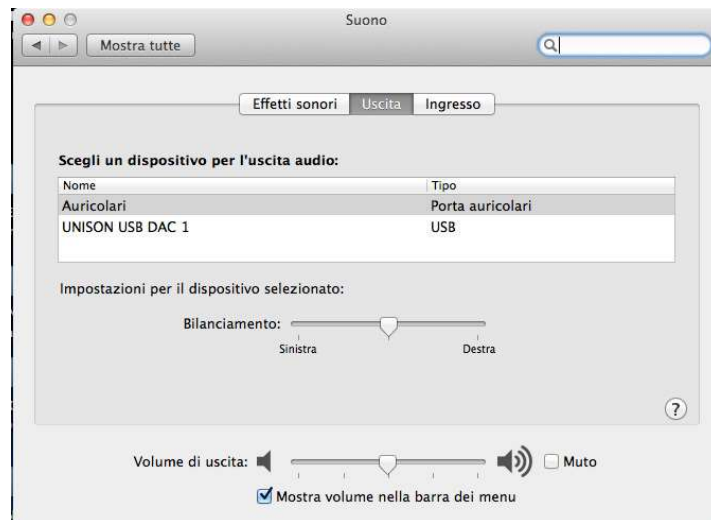 Suono
Mostra tutte
Effetti sonori Uscita Ingresso
Scegli un dispositivo per l'uscita audio:
Nome Tipo
Auricolari Porta auricolari
UNISON USB DAC 1 USB
Impostazioni per il dispositivo selezionato:
Bilanciamento:
Sinistra Destra
?
Volume di uscita: Muto
Mostra volume nella barra dei menu